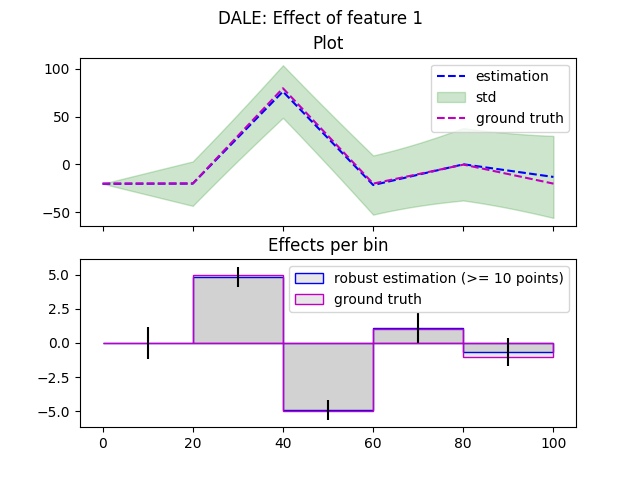 DALE: Effect of feature 1
Plot
100
50
0
−50
estimation
std
ground truth
Effects per bin
5.0
2.5
0.0
−2.5
−5.0
robust estimation (>= 10 points)
ground truth
0 20 40 60 80 100